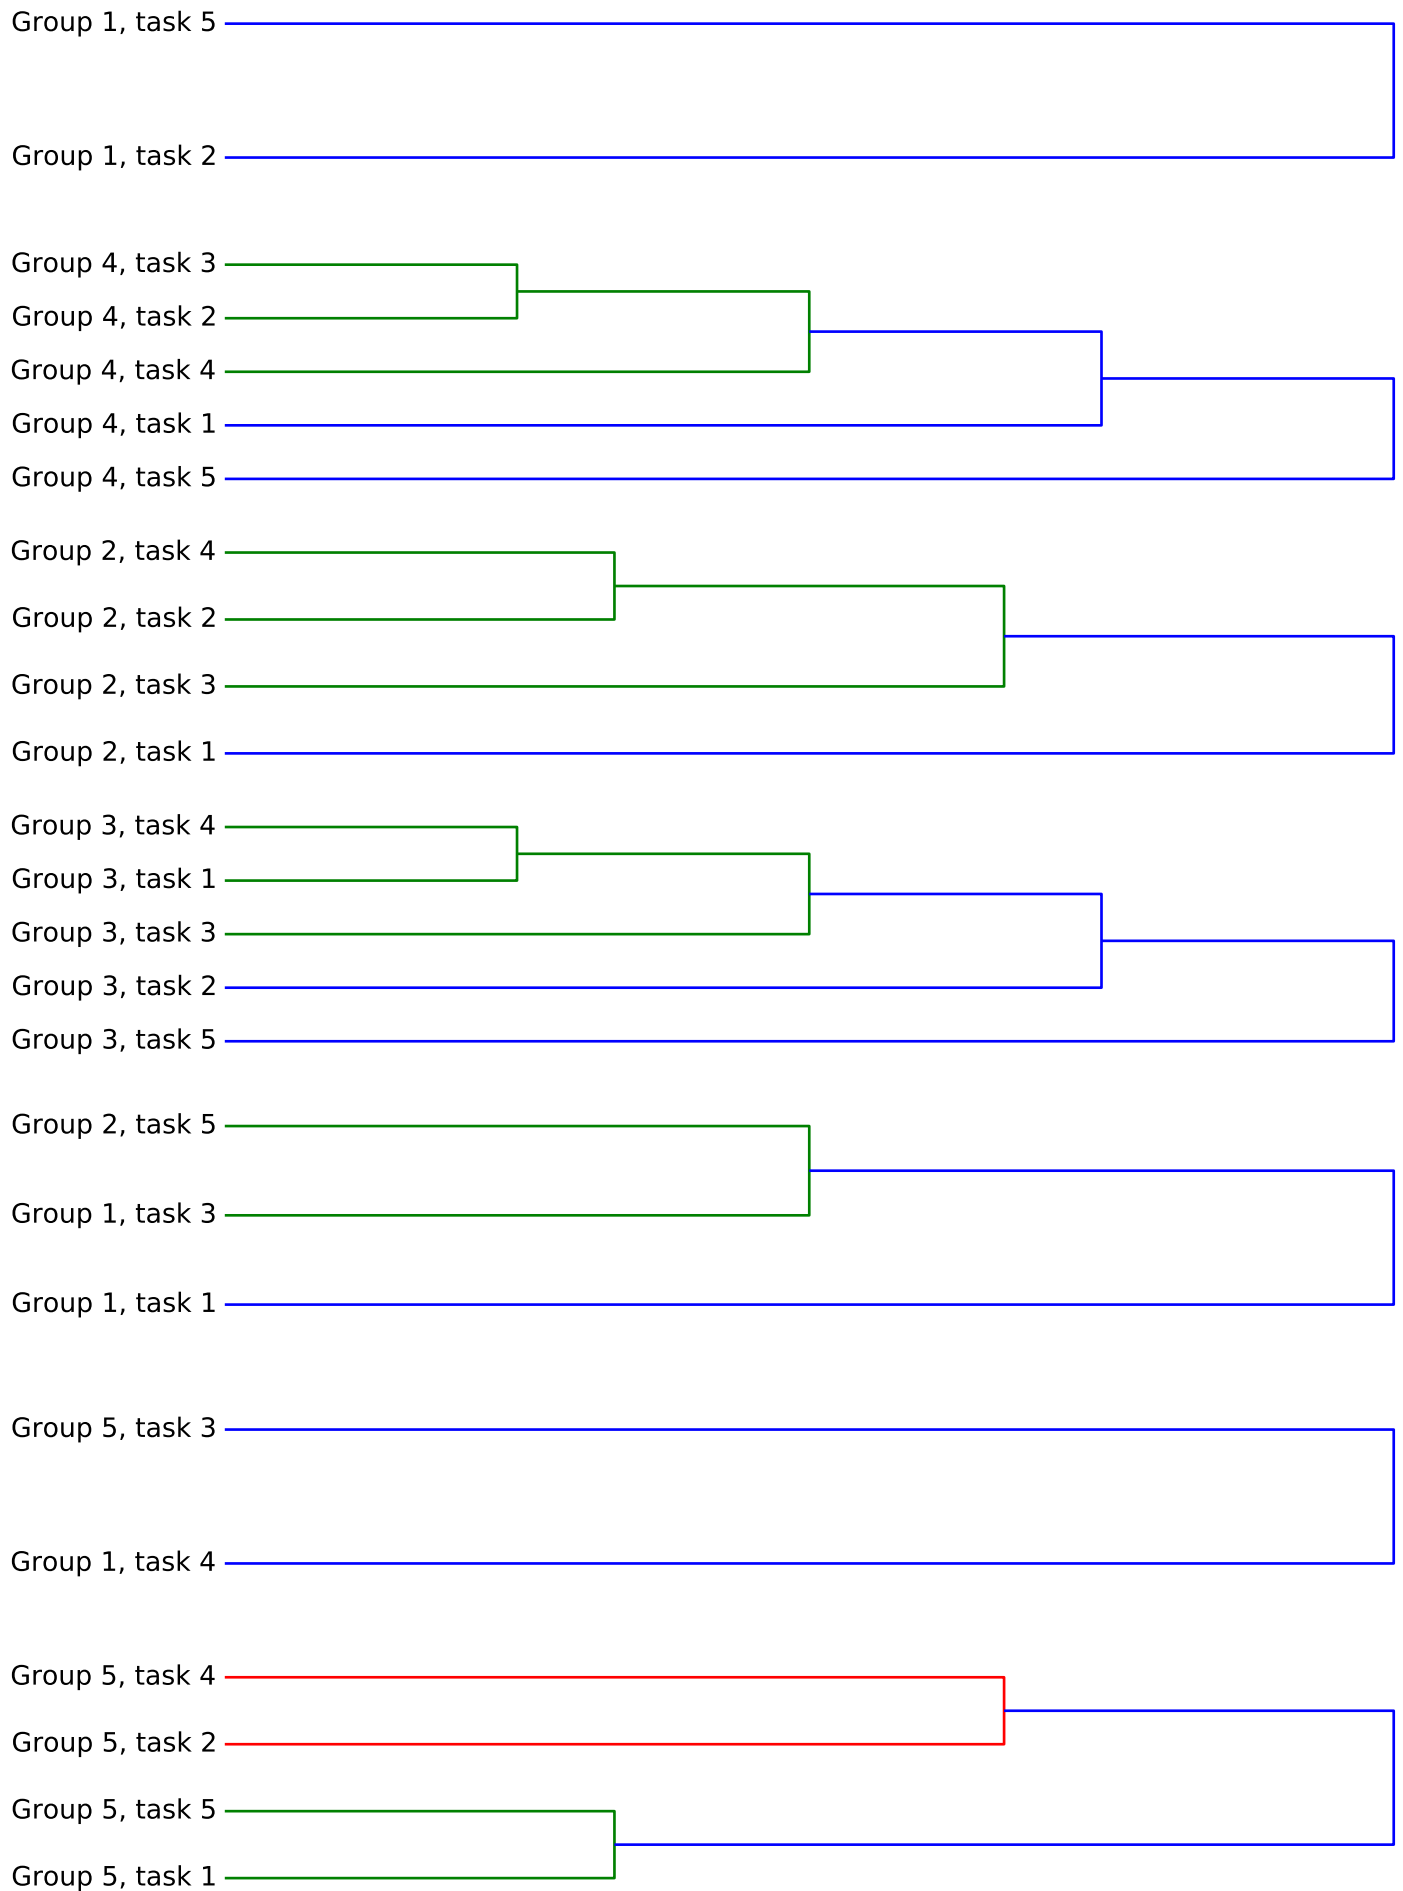 Group 1, task 5
Group 1, task 2
Group 4, task 3
Group 4, task 2
Group 4, task 4
Group 4, task 1
Group 4, task 5
Group 2, task 4
Group 2, task 2
Group 2, task 3
Group 2, task 1
Group 3, task 4
Group 3, task 1
Group 3, task 3
Group 3, task 2
Group 3, task 5
Group 2, task 5
Group 1, task 3
Group 1, task 1
Group 5, task 3
Group 1, task 4
Group 5, task 4
Group 5, task 2
Group 5, task 5
Group 5, task 1